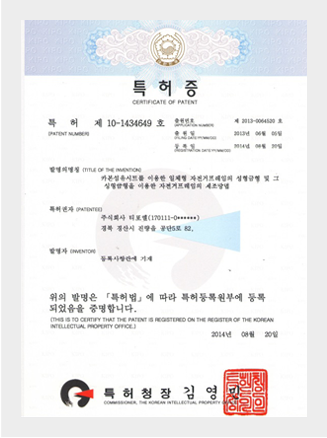 특허증
CERTIFICATE OF PATENT
특 허 제 10-1434649 호
(PATENT NUMBER)
출원번호 제 2013-0064520 호
(APPLICATION NUMBER)
출 원 일 2013년 06월 05일
(FILING DATE:YY/MM/DD)
등 록 일 2014년 08월 20일
(REGISTRATION DATE:YY/MM/DD)
발명의명칭 (TITLE OF THE INVENTION)
카본섬유시트를 이용한 일체형 자전거프레임의 성형금형 및 그
성형금형을 이용한 자전거프레임의 제조방법
특허권자 (PATENTEE)
주식회사 티포엘(170111-0******)
경북 경산시 진량읍 공단5로 82,
발명자 (INVENTOR)
등록사항란에 기재
위의 발명은 「특허법」에 따라 특허등록원부에 등록
되었음을 증명합니다.
(THIS IS TO CERTIFY THAT THE PATENT IS REGISTERED ON THE REGISTER OF THE KOREAN
INTELLECTUAL PROPERTY OFFICE.)
2014년 08월 20일
특허청장 김영민
COMMISSIONER, THE KOREAN INTELLECTUAL PROPERTY OFFICE